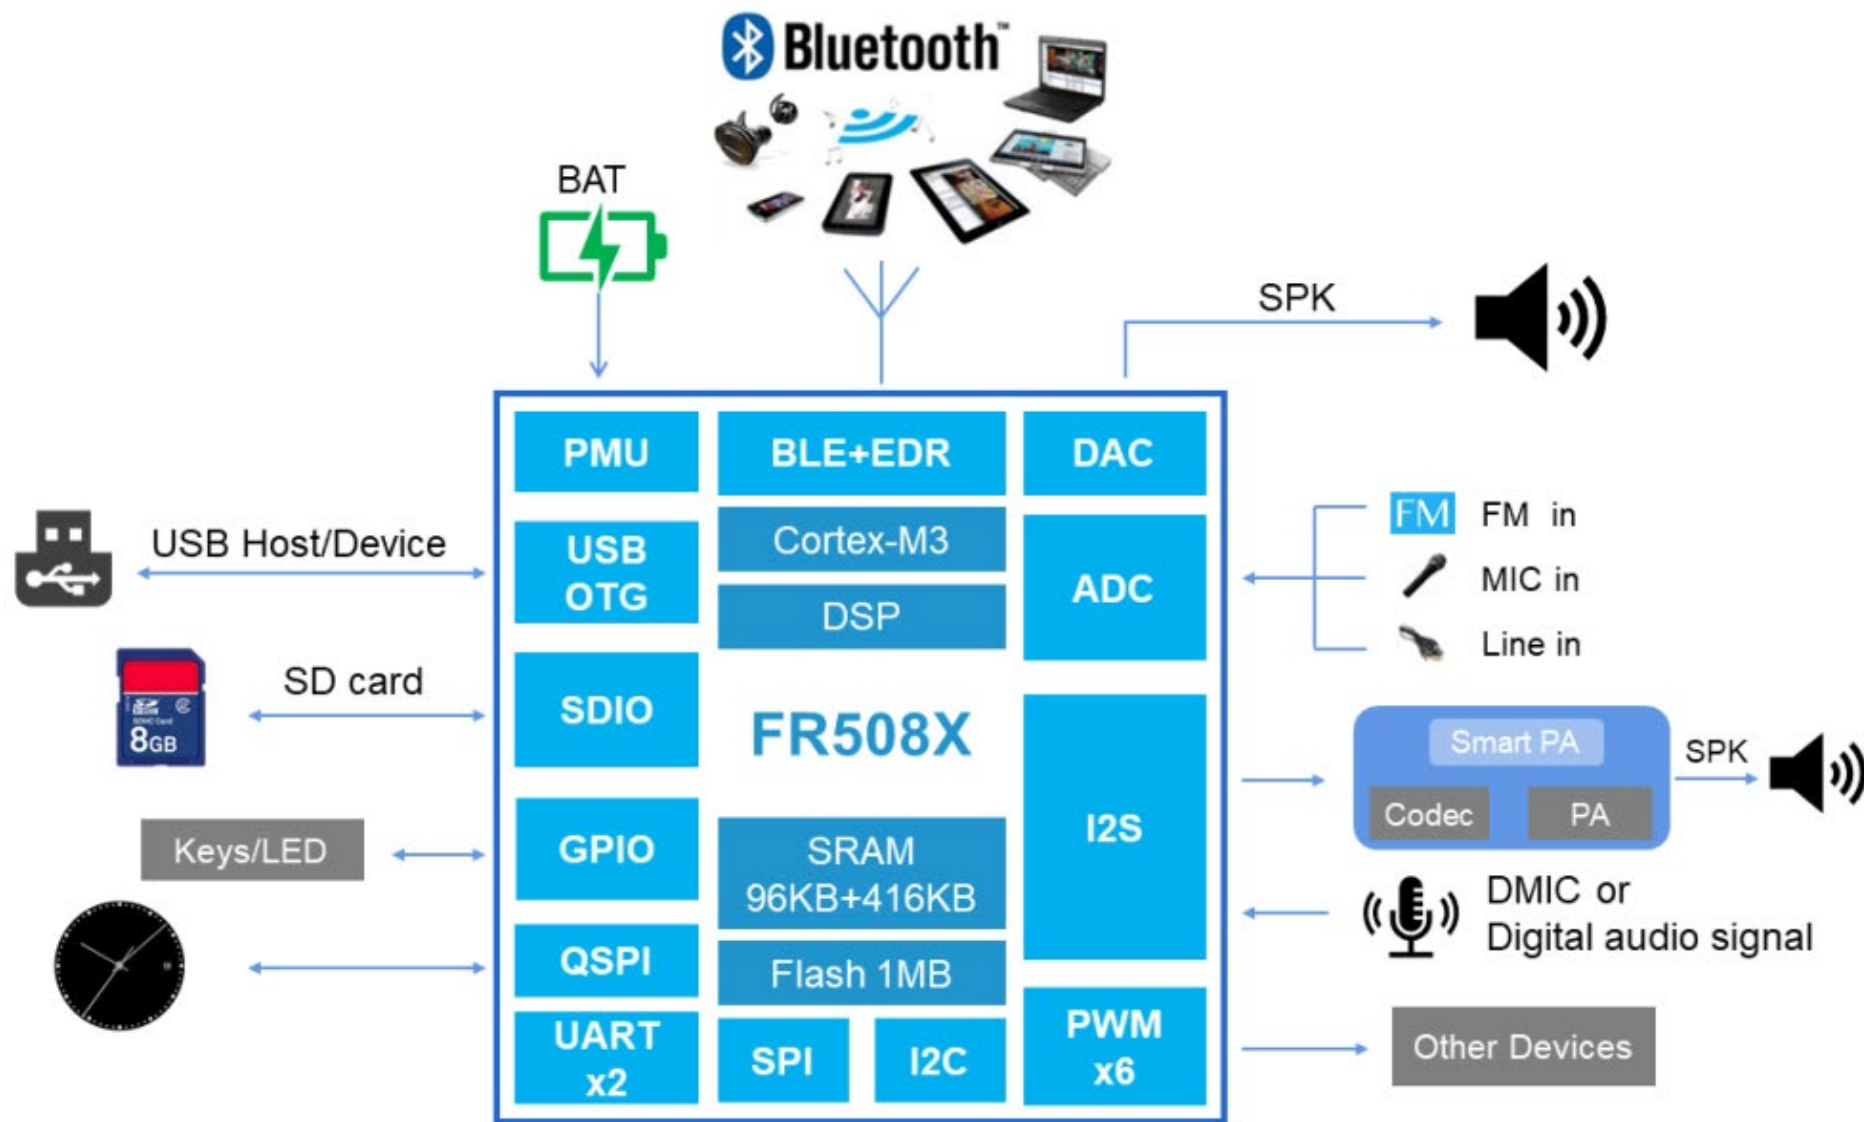 Bluetooth™
BAT
SPK
PMU
BLE+EDR
DAC
USB Host/Device
USB
OTG
Cortex-M3
DSP
ADC
FM
FM in
MIC in
Line in
SD card
8GB
SDIO
FR508X
Smart PA
Codec
PA
SPK
I2S
Keys/LED
GPIO
SRAM
96KB+416KB
DMIC or
Digital audio signal
QSPI
Flash 1MB
UART
x2
SPI
I2C
PWM
x6
Other Devices